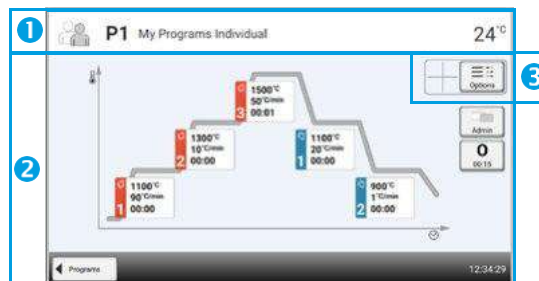 1
P1 My Programs Individual
24°C
2
3
Options
Admin
0
00:15
3
1500°C
50°C/min
00:01
2
1300°C
10°C/min
00:00
1
1100°C
20°C/min
00:00
1
1100°C
90°C/min
00:00
2
900°C
1°C/min
00:00
Programs
12:34:29